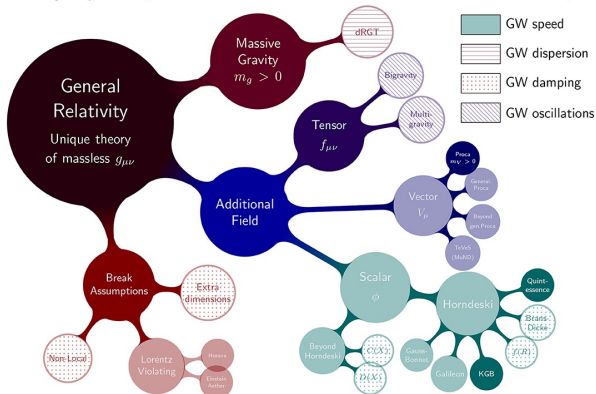 General
Relativity
Unique theory
of massless gμν
Massive
Gravity
mg > 0
dRGT
Tensor
fμν
Bigravity
Multi-
gravity
GW speed
GW dispersion
GW damping
GW oscillations
Additional
Field
Vector
Vμ
Proca
mV > 0
General
Proca
Beyond
gen. Proca
TeVeS
(MoND)
Break
Assumptions
Extra
dimensions
Non-Local
Lorentz
Violating
Horava
Einstein
Aether
Scalar
ϕ
Horndeski
Quint-
essence
Brans-
Dicke
f(R)
KGB
Galileon
Gauss-
Bonnet
Beyond
Horndeski
C(X)
D(X)